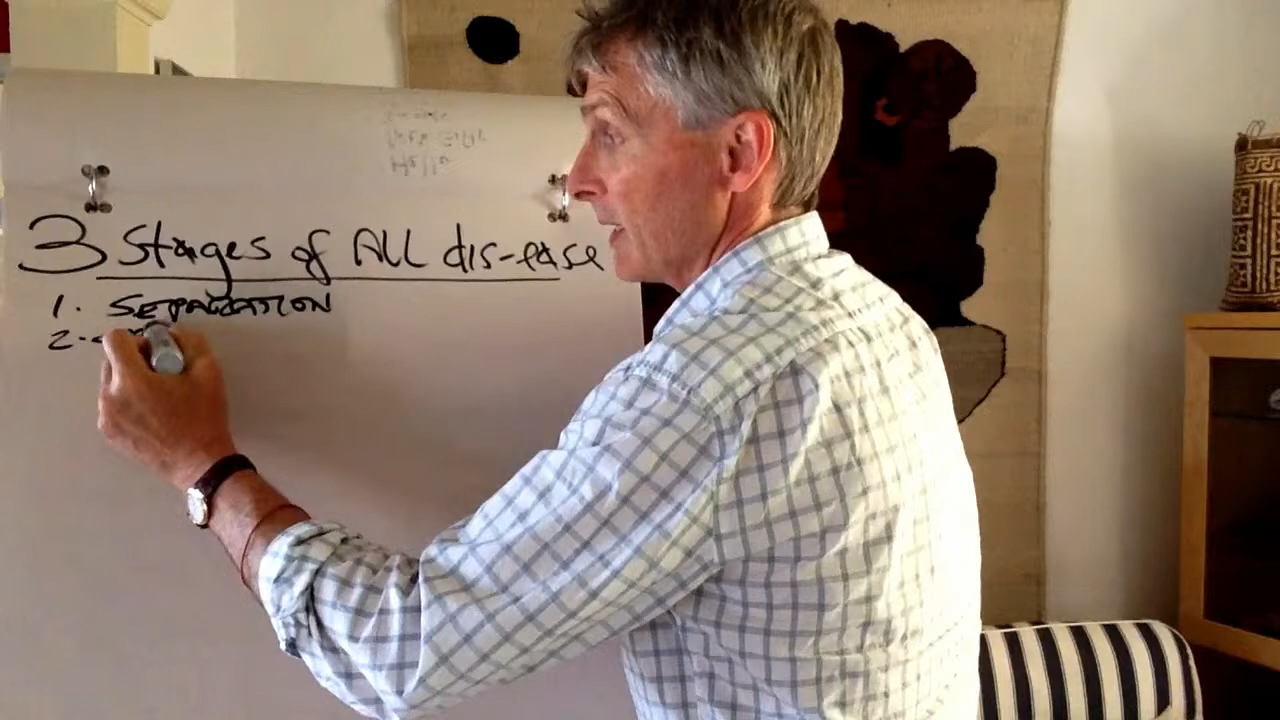 3 Stages of ALL dis-ease
1. SEPARATION
2.